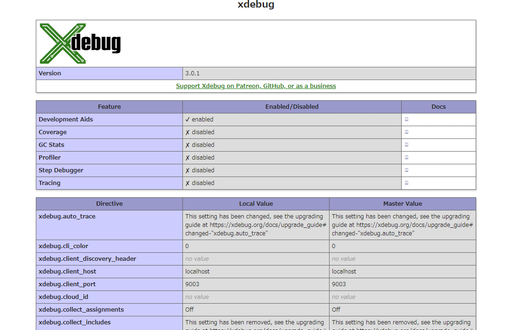 xdebug
Xdebug
Version 3.0.1
Support Xdebug on Patreon, GitHub, or as a business
Feature Enabled/Disabled Docs
Development Aids ✓ enabled
Coverage ✗ disabled
GC Stats ✗ disabled
Profiler ✗ disabled
Step Debugger ✗ disabled
Tracing ✗ disabled
Directive Local Value Master Value
xdebug.auto_trace This setting has been changed, see the upgrading This setting has been changed, see the upgrading
guide at https://xdebug.org/docs/upgrade_guide# guide at https://xdebug.org/docs/upgrade_guide#
changed-"xdebug.auto_trace" changed-"xdebug.auto_trace"
xdebug.cli_color 0 0
xdebug.client_discovery_header no value no value
xdebug.client_host localhost localhost
xdebug.client_port 9003 9003
xdebug.cloud_id no value no value
xdebug.collect_assignments Off Off
xdebug.collect_includes This setting has been removed, see the upgrading This setting has been removed, see the upgrading